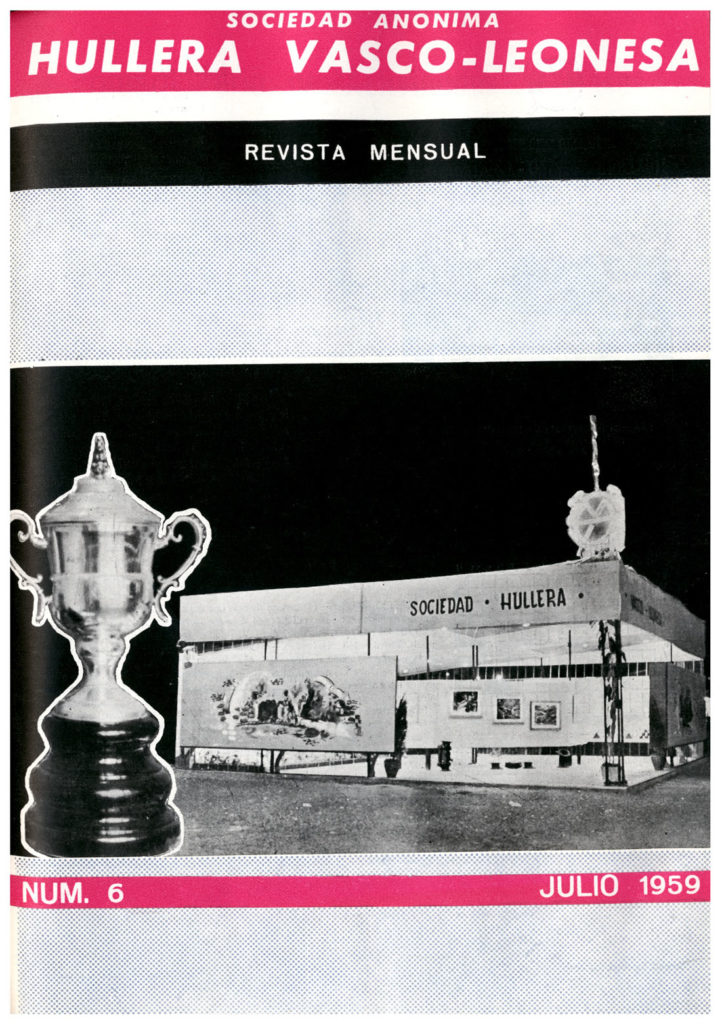 SOCIEDAD ANONIMA
HULLERA VASCO-LEONESA
REVISTA MENSUAL
SOCIEDAD · HULLERA ·
NUM. 6
JULIO 1959